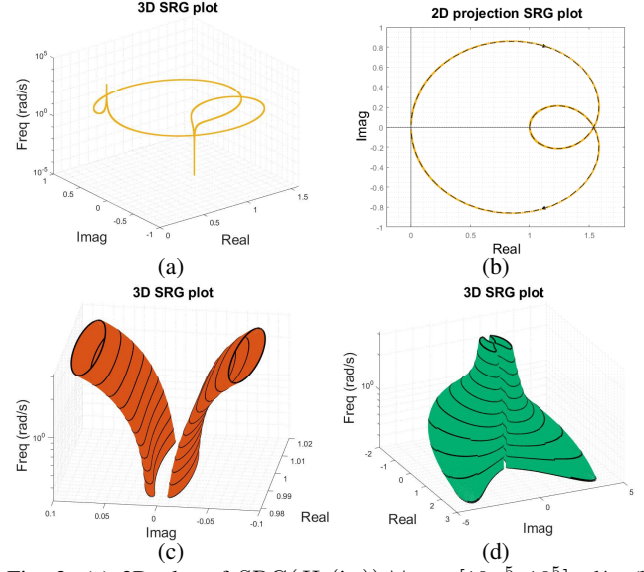 3D SRG plot
2D projection SRG plot
Freq (rad/s)
10^5
10^0
10^-5
1
0.5
0
-0.5
-1
Imag
0
0.5
1
1.5
Real
Imag
1
0.8
0.6
0.4
0.2
0
-0.2
-0.4
-0.6
-0.8
-1
0
0.5
1
1.5
Real
(a)
(b)
3D SRG plot
3D SRG plot
Freq (rad/s)
10^0
0.1
0.05
0
-0.05
-0.1
Imag
1.02
1.01
1
0.99
0.98
Real
Freq (rad/s)
10^0
-2
-1
0
1
2
3
Real
-5
0
5
Imag
(c)
(d)